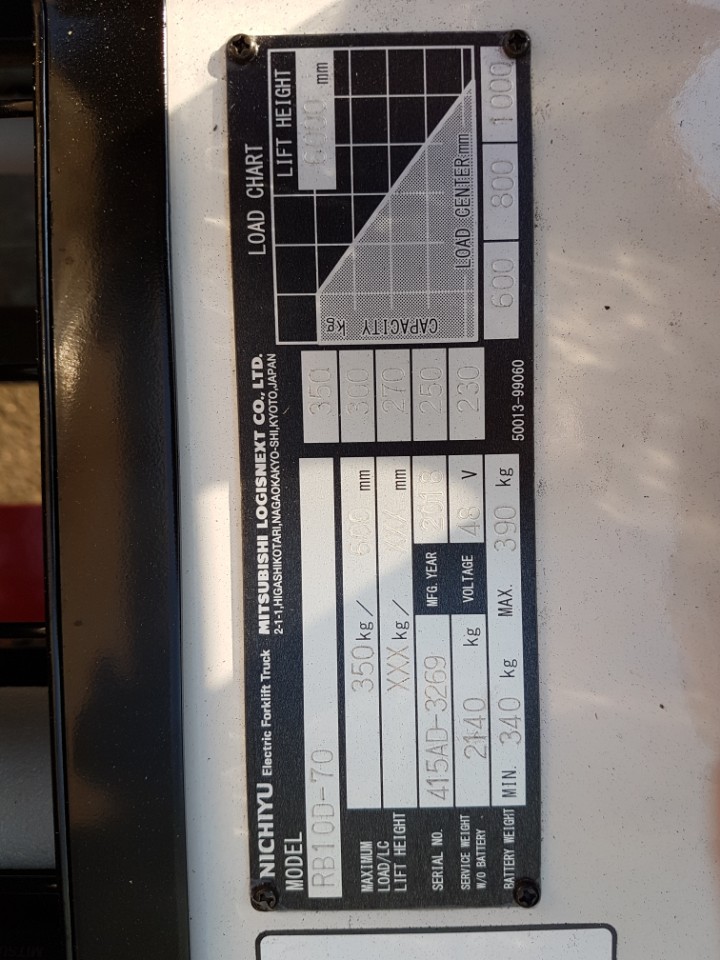 NICHIYU Electric Forklift Truck MITSUBISHI LOGISNEXT CO., LTD.
2-1-1, HIGASHIKOTARI, NAGAOKAKYO-SHI, KYOTO, JAPAN
MODEL RB10D-70
MAXIMUM LOAD/LC 350 kg / 600 mm
LIFT HEIGHT XXX kg / XXX mm
SERIAL NO. 415AD-3269 MFG. YEAR
SERVICE WEIGHT W/O BATTERY 2140 kg VOLTAGE 48 V
BATTERY WEIGHT MIN. 340 kg MAX. 390 kg
LOAD CHART
LIFT HEIGHT mm
CAPACITY kg
350
300
270
250
230
LOAD CENTER mm
600 800 1000
50013-99060